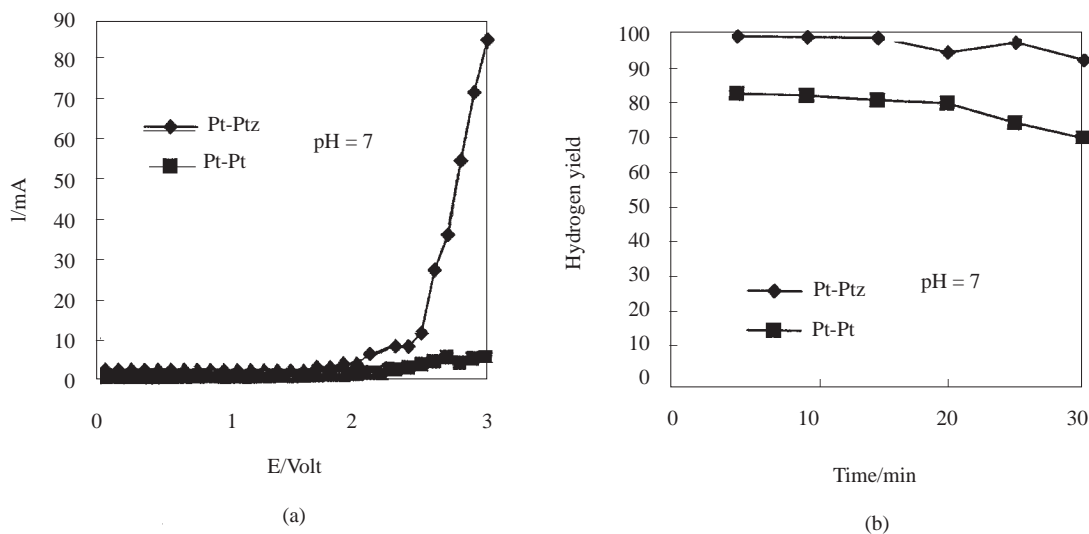 90
80
70
60
50
40
30
20
10
0
I/mA
Pt-Ptz
Pt-Pt
pH = 7
0 1 2 3
E/Volt
(a)
100
90
80
70
60
50
40
30
20
10
0
Hydrogen yield
Pt-Ptz
Pt-Pt
pH = 7
0 10 20 30
Time/min
(b)